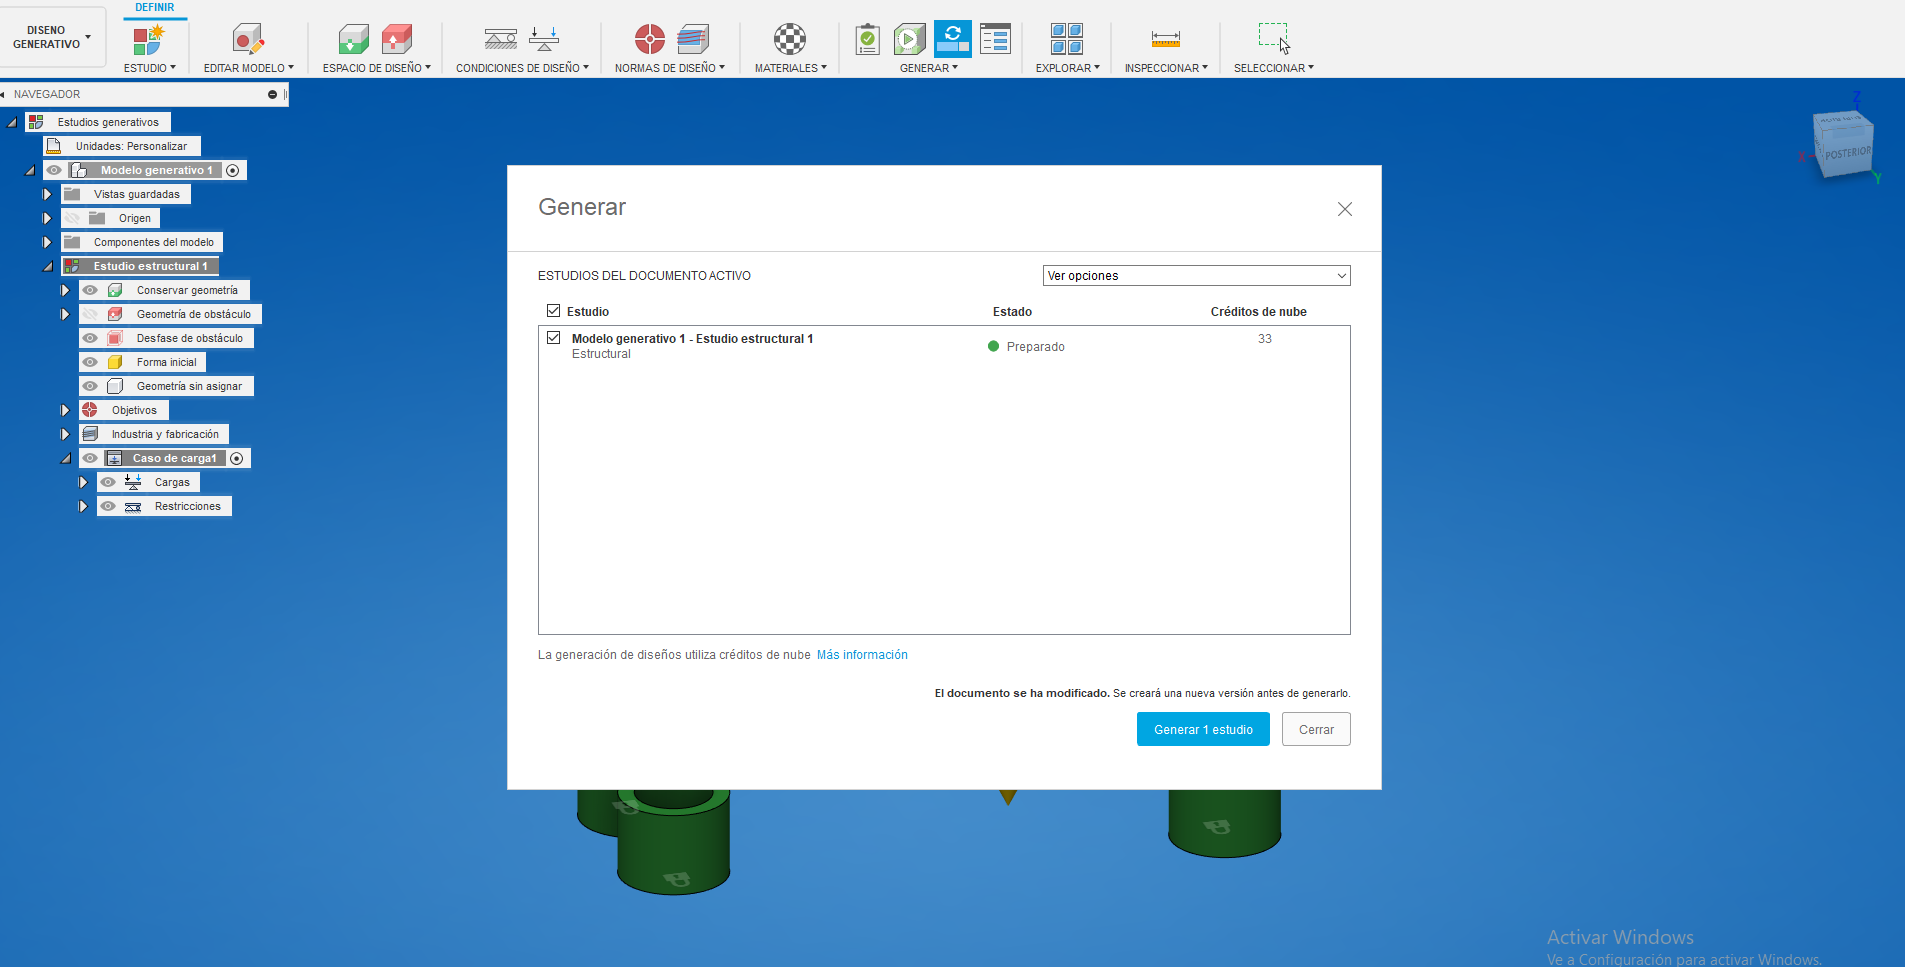 DEFINIR
DISEÑO
GENERATIVO
ESTUDIO
EDITAR MODELO
ESPACIO DE DISEÑO
CONDICIONES DE DISEÑO
NORMAS DE DISEÑO
MATERIALES
GENERAR
EXPLORAR
INSPECCIONAR
SELECCIONAR
NAVEGADOR
Estudios generativos
Unidades: Personalizar
Modelo generativo 1
Vistas guardadas
Origen
Componentes del modelo
Estudio estructural 1
Conservar geometría
Geometría de obstáculo
Desfase de obstáculo
Forma inicial
Geometría sin asignar
Objetivos
Industria y fabricación
Caso de carga1
Cargas
Restricciones
Z
X
POSTERIOR
Y
Generar
ESTUDIOS DEL DOCUMENTO ACTIVO
Ver opciones
Estudio Estado Créditos de nube
Modelo generativo 1 - Estudio estructural 1
Estructural
Preparado
33
La generación de diseños utiliza créditos de nube Más información
El documento se ha modificado. Se creará una nueva versión antes de generarlo.
Generar 1 estudio
Cerrar
Activar Windows
Ve a Configuración para activar Windows.